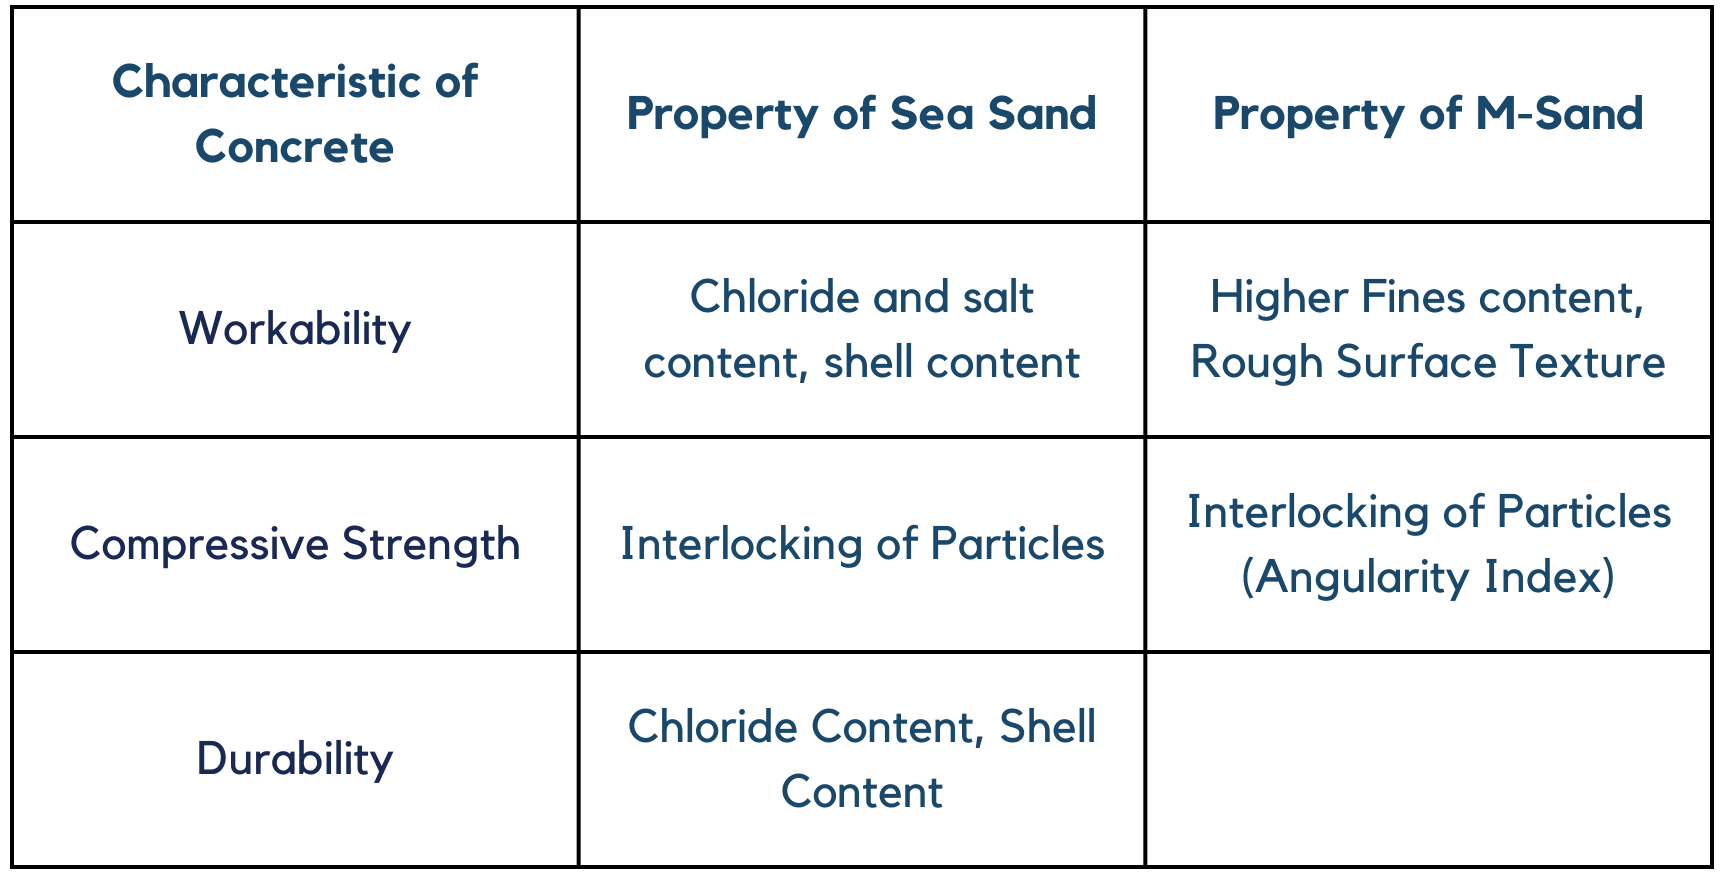 Characteristic of
Concrete
Property of Sea Sand
Property of M-Sand
Workability
Chloride and salt
content, shell content
Higher Fines content,
Rough Surface Texture
Compressive Strength
Interlocking of Particles
Interlocking of Particles
(Angularity Index)
Durability
Chloride Content, Shell
Content